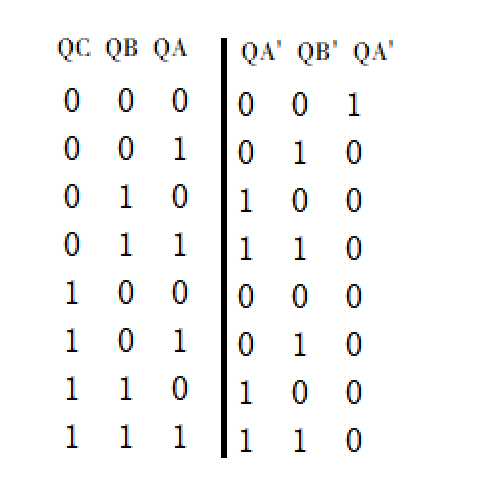 QC QB QA QA' QB' QA'
0 0 0 0 0 1
0 0 1 0 1 0
0 1 0 1 0 0
0 1 1 1 1 0
1 0 0 0 0 0
1 0 1 0 1 0
1 1 0 1 0 0
1 1 1 1 1 0